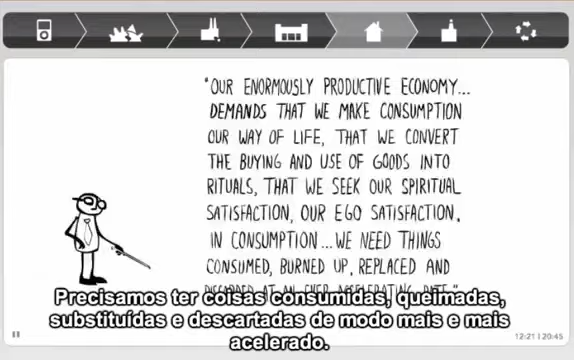 "OUR ENORMOUSLY PRODUCTIVE ECONOMY...
DEMANDS THAT WE MAKE CONSUMPTION
OUR WAY OF LIFE, THAT WE CONVERT
THE BUYING AND USE OF GOODS INTO
RITUALS, THAT WE SEEK OUR SPIRITUAL
SATISFACTION, OUR EGO SATISFACTION,
IN CONSUMPTION...WE NEED THINGS
CONSUMED, BURNED UP, REPLACED AND
Precisamos ter coisas consumidas, queimadas,
substituídas e descartadas de modo mais e mais
acelerado.
12:21 | 20:45